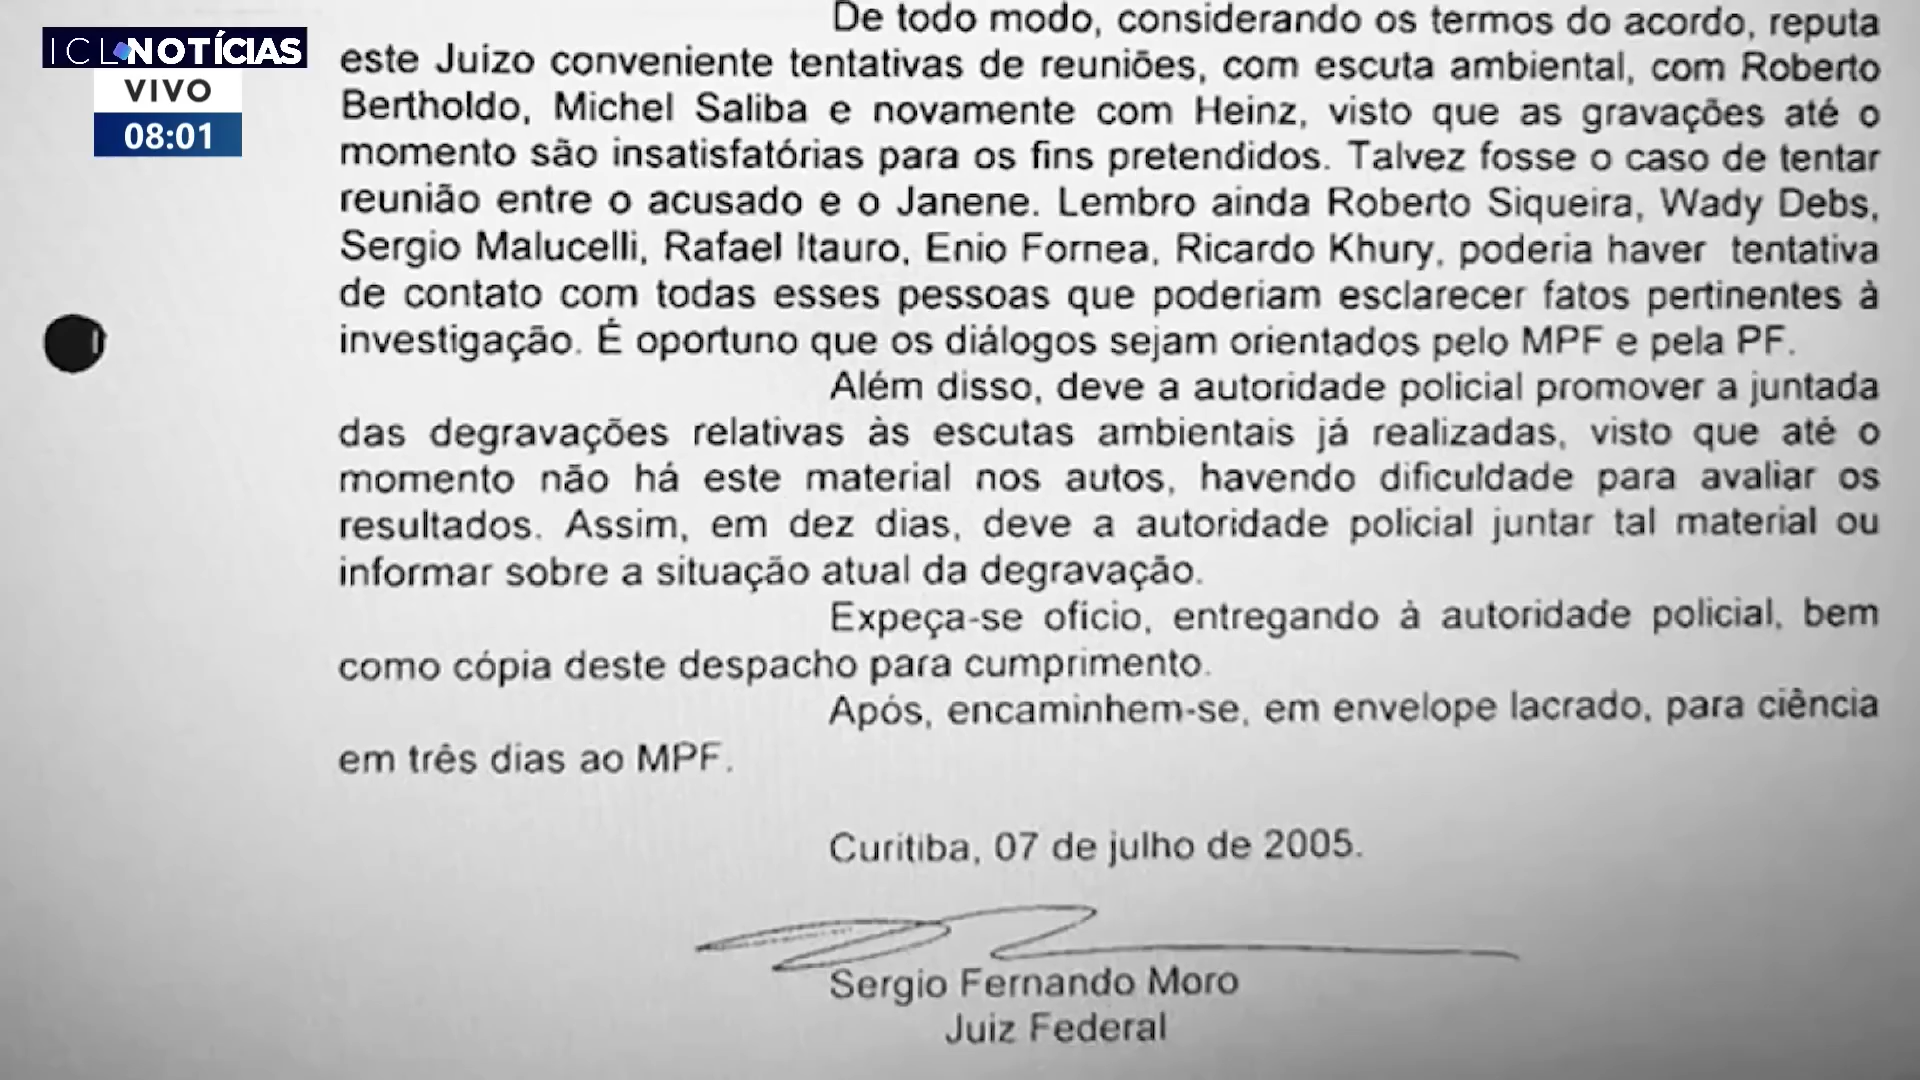 ICL NOTÍCIAS
VIVO
08:01
De todo modo, considerando os termos do acordo, reputa
este Juízo conveniente tentativas de reuniões, com escuta ambiental, com Roberto
Bertholdo, Michel Saliba e novamente com Heinz, visto que as gravações até o
momento são insatisfatórias para os fins pretendidos. Talvez fosse o caso de tentar
reunião entre o acusado e o Janene. Lembro ainda Roberto Siqueira, Wady Debs,
Sergio Malucelli, Rafael Itauro, Enio Fornea, Ricardo Khury, poderia haver tentativa
de contato com todas esses pessoas que poderiam esclarecer fatos pertinentes à
investigação. É oportuno que os diálogos sejam orientados pelo MPF e pela PF.
Além disso, deve a autoridade policial promover a juntada
das degravações relativas às escutas ambientais já realizadas, visto que até o
momento não há este material nos autos, havendo dificuldade para avaliar os
resultados. Assim, em dez dias, deve a autoridade policial juntar tal material ou
informar sobre a situação atual da degravação.
Expeça-se ofício, entregando à autoridade policial, bem
como cópia deste despacho para cumprimento.
Após, encaminhem-se, em envelope lacrado, para ciência
em três dias ao MPF.
Curitiba, 07 de julho de 2005.
Sergio Fernando Moro
Juiz Federal